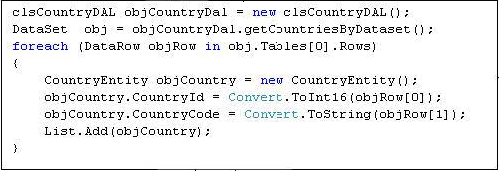 clsCountryDAL objCountryDal = new clsCountryDAL();
DataSet  obj = objCountryDal.getCountriesByDataset();
foreach (DataRow objRow in obj.Tables[0].Rows)
{
    CountryEntity objCountry = new CountryEntity();
    objCountry.CountryId = Convert.ToInt16(objRow[0]);
    objCountry.CountryCode = Convert.ToString(objRow[1]);
    List.Add(objCountry);
}